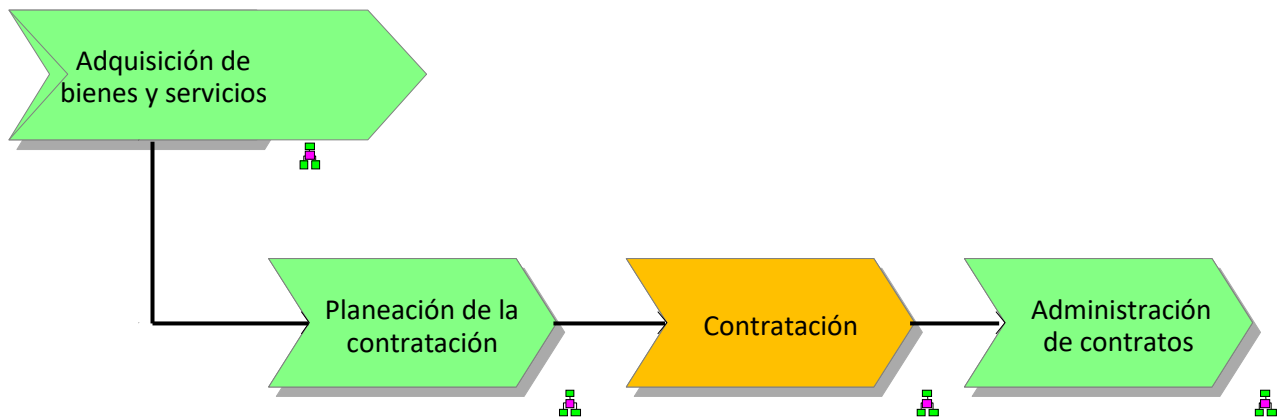 Adquisición de
bienes y servicios
Planeación de la
contratación
Contratación
Administración
de contratos